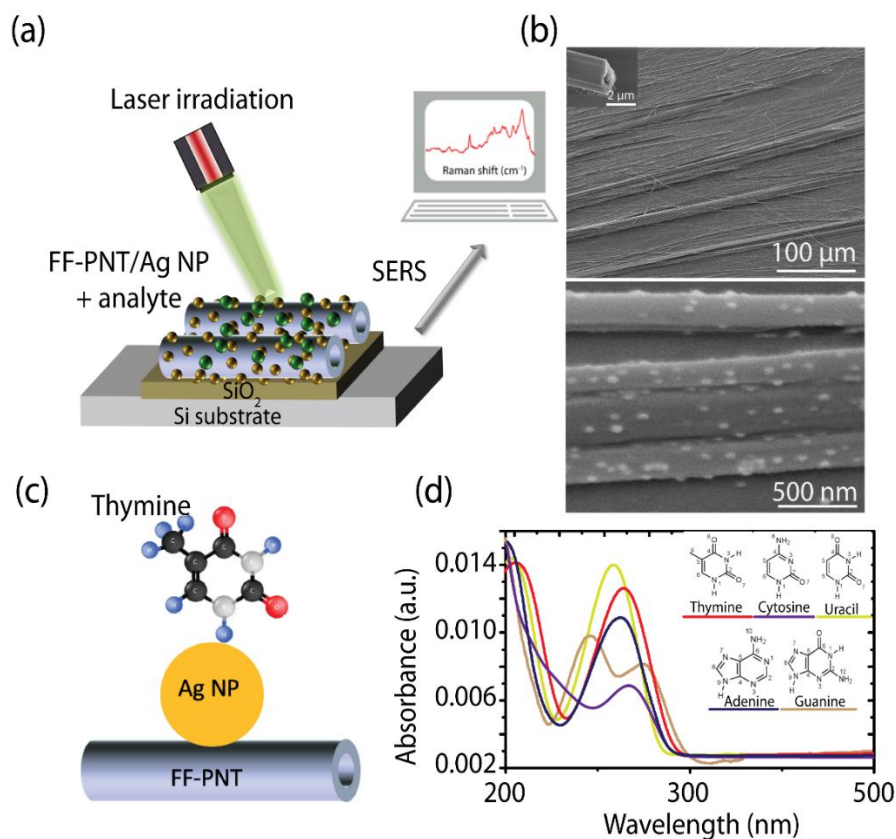 (a)
Laser irradiation
Raman shift (cm⁻¹)
FF-PNT/Ag NP
+ analyte
SERS
SiO₂
Si substrate
(b)
2 µm
100 µm
500 nm
(c)
Thymine
Ag NP
FF-PNT
(d)
Absorbance (a.u.)
0.014
0.010
0.006
0.002
200
300
500
Wavelength (nm)
Thymine
Cytosine
Uracil
Adenine
Guanine